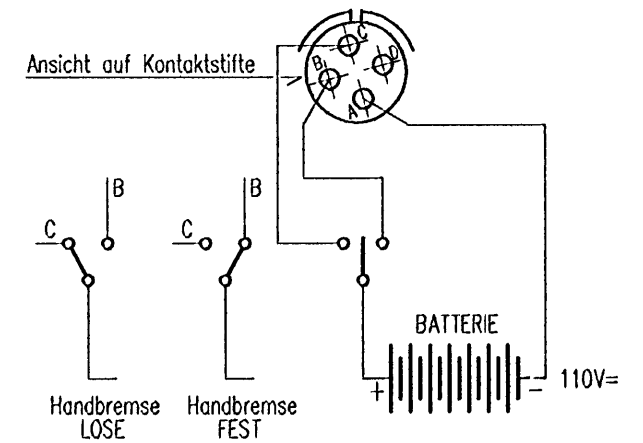 C
D
B
A
Ansicht auf Kontaktstifte
B
B
C
C
BATTERIE
+
-
110V=
Handbremse
LOSE
Handbremse
FEST